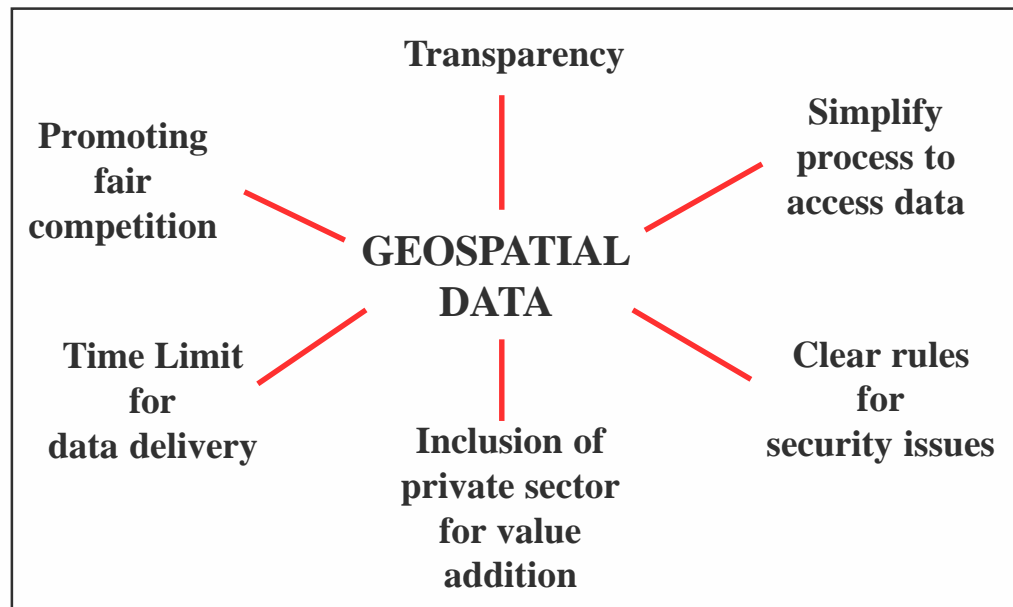 Transparency
Simplify
process to
access data
Promoting
fair
competition
GEOSPATIAL
DATA
Time Limit
for
data delivery
Clear rules
for
security issues
Inclusion of
private sector
for value
addition